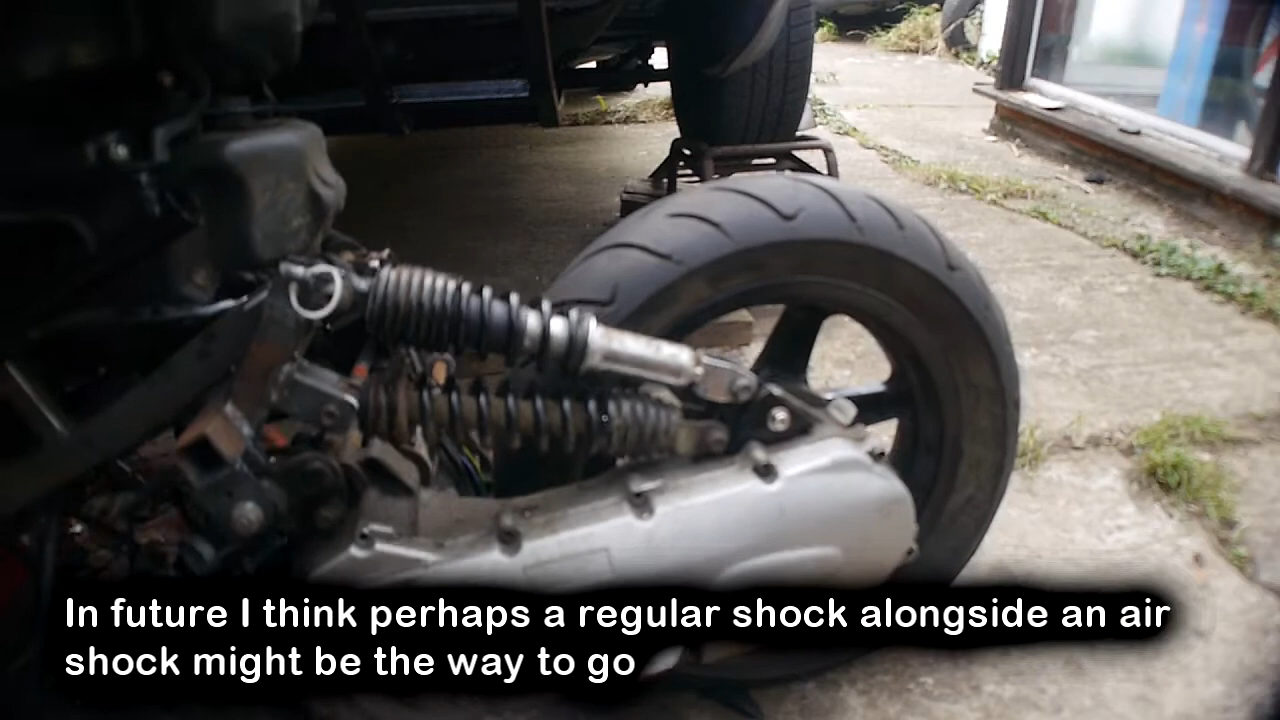 In future I think perhaps a regular shock alongside an air
shock might be the way to go